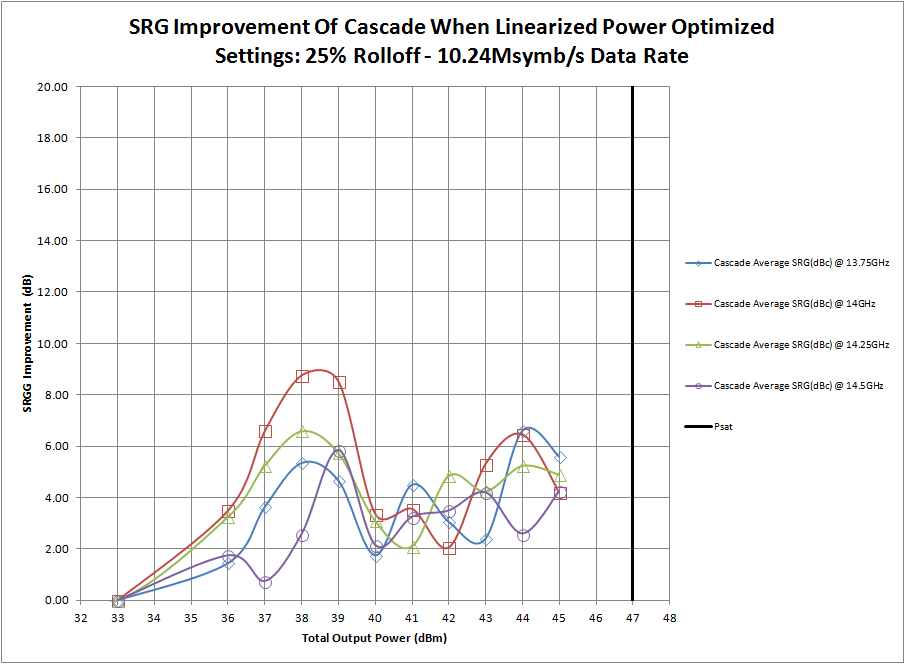 SRG Improvement Of Cascade When Linearized Power Optimized
Settings: 25% Rolloff - 10.24Msymb/s Data Rate
20.00
18.00
16.00
14.00
12.00
10.00
8.00
6.00
4.00
2.00
0.00
SRGG Improvement (dB)
32 33 34 35 36 37 38 39 40 41 42 43 44 45 46 47 48
Total Output Power (dBm)
Cascade Average SRG(dBc) @ 13.75GHz
Cascade Average SRG(dBc) @ 14GHz
Cascade Average SRG(dBc) @ 14.25GHz
Cascade Average SRG(dBc) @ 14.5GHz
Psat